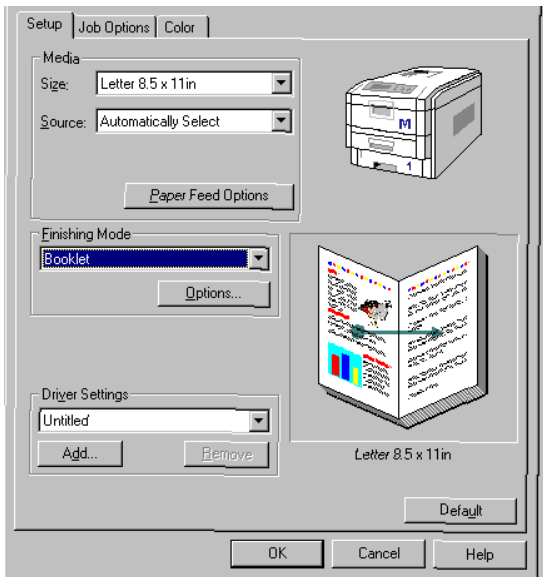 Setup Job Options Color
Media
Size: Letter 8.5 x 11in
Source: Automatically Select
Paper Feed Options
M
1
Finishing Mode
Booklet
Options...
Driver Settings
Untitled
Add... Remove
Letter 8.5 x 11in
Default
OK Cancel Help